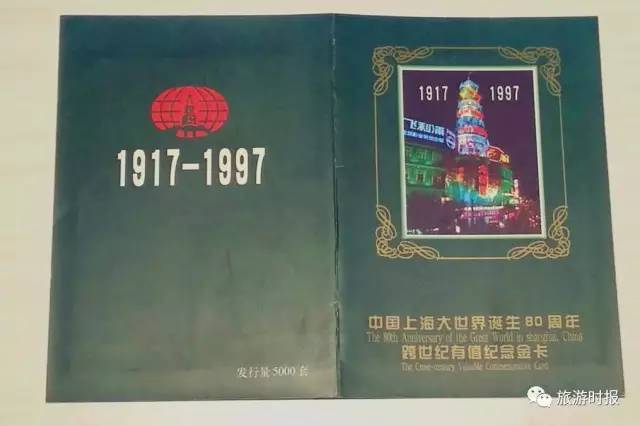 1917-1997
发行量5000套
1917 1997
飞利浦
中国上海大世界诞生80周年
The 80th Anniversary of the Great World in shanghai, China
跨世纪有值纪念金卡
The Cross-century Valuable Commemorative Card
旅游时报